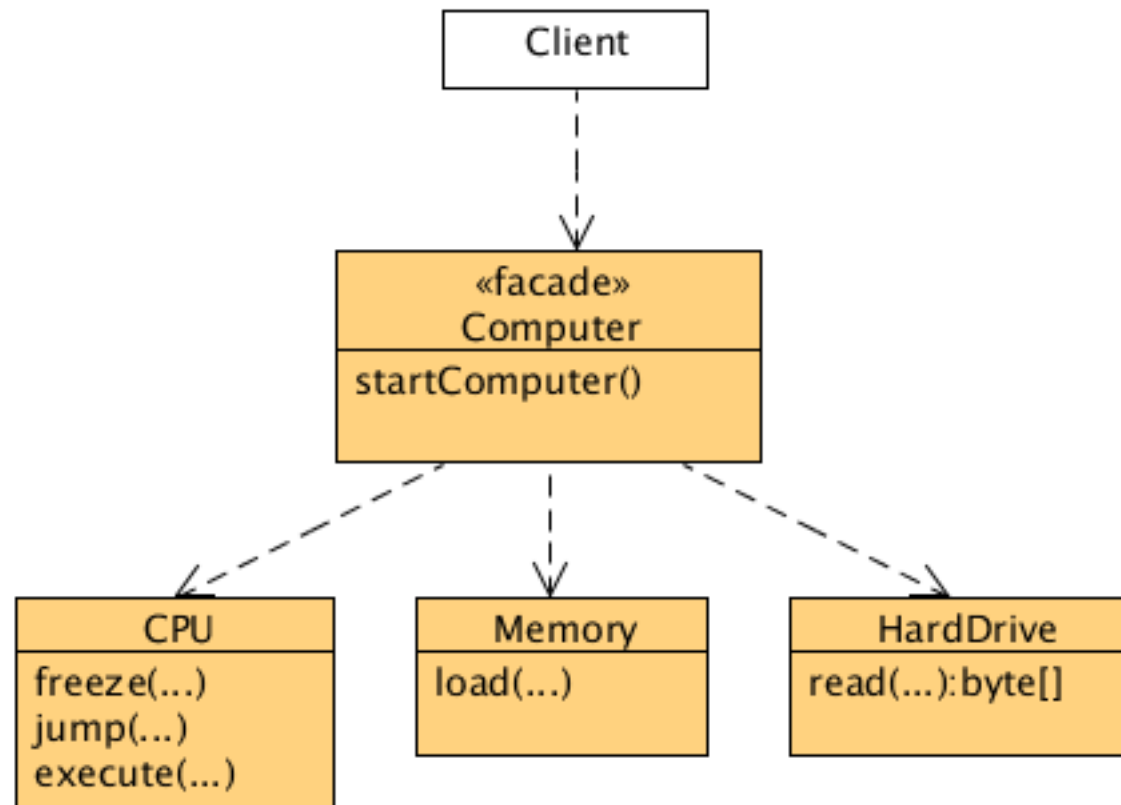 Client
«facade»
Computer
startComputer()
CPU
freeze(...)
jump(...)
execute(...)
Memory
load(...)
HardDrive
read(...):byte[]